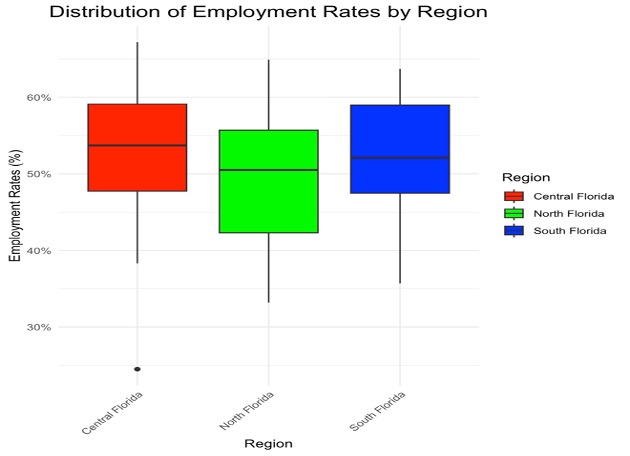 Distribution of Employment Rates by Region
Employment Rates (%)
60%
50%
40%
30%
Central Florida
North Florida
South Florida
Region
Region
Central Florida
North Florida
South Florida